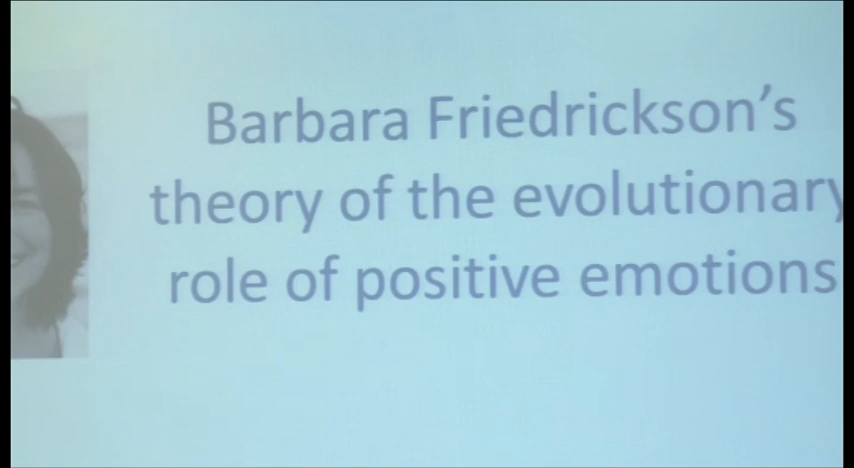 Barbara Friedrickson’s
theory of the evolutionary
role of positive emotions